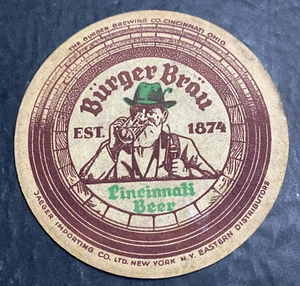 THE BURGER BREWING CO. CINCINNATI, OHIO
Bürger Bräu
EST. 1874
Cincinnati
Beer
JAEGER IMPORTING CO. LTD. NEW YORK N.Y. EASTERN DISTRIBUTORS